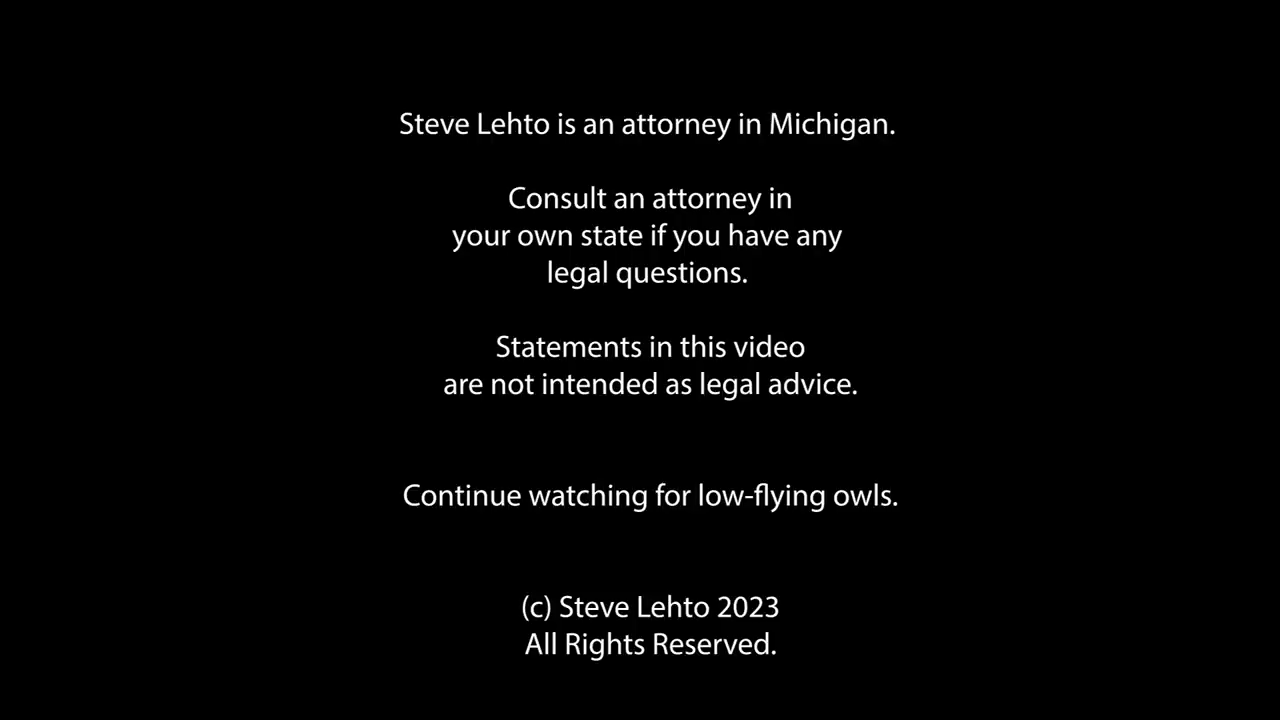 Steve Lehto is an attorney in Michigan.
Consult an attorney in
your own state if you have any
legal questions.
Statements in this video
are not intended as legal advice.
Continue watching for low-flying owls.
(c) Steve Lehto 2023
All Rights Reserved.